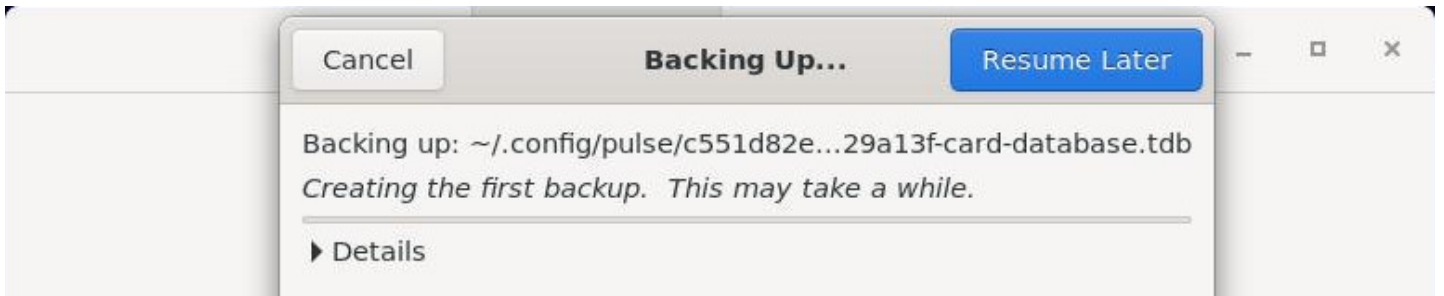 Cancel Backing Up... Resume Later
Backing up: ~/.config/pulse/c551d82e...29a13f-card-database.tdb
Creating the first backup.  This may take a while.
Details